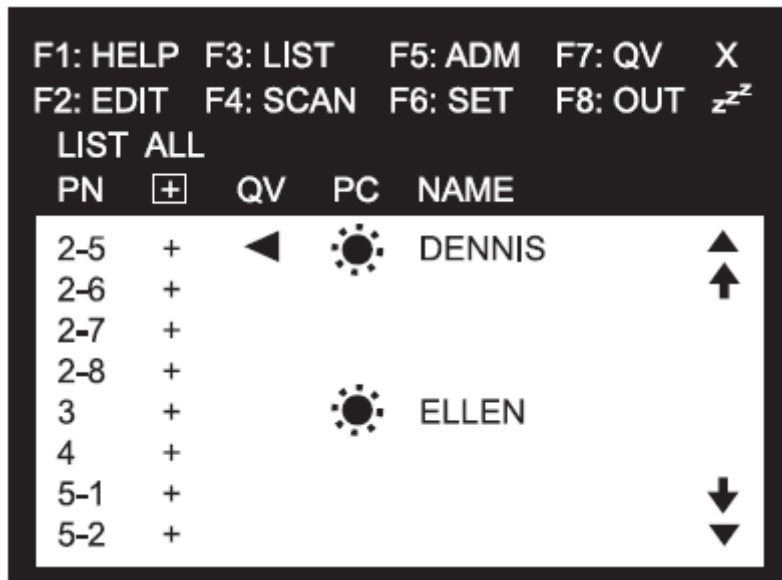 F1: HELP F3: LIST F5: ADM F7: QV X
F2: EDIT F4: SCAN F6: SET F8: OUT zzz
LIST ALL
PN + QV PC NAME
2-5 + DENNIS
2-6 +
2-7 +
2-8 +
3 + ELLEN
4 +
5-1 +
5-2 +